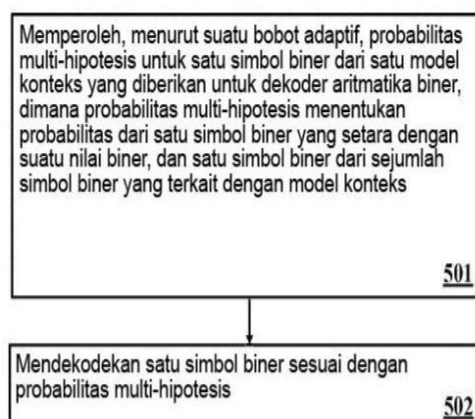 Memperoleh, menurut suatu bobot adaptif, probabilitas
multi-hipotesis untuk satu simbol biner dari satu model
konteks yang diberikan untuk dekoder aritmatika biner,
dimana probabilitas multi-hipotesis menentukan
probabilitas dari satu simbol biner yang setara dengan
suatu nilai biner, dan satu simbol biner dari sejumlah
simbol biner yang terkait dengan model konteks
501
Mendekodekan satu simbol biner sesuai dengan
probabilitas multi-hipotesis
502